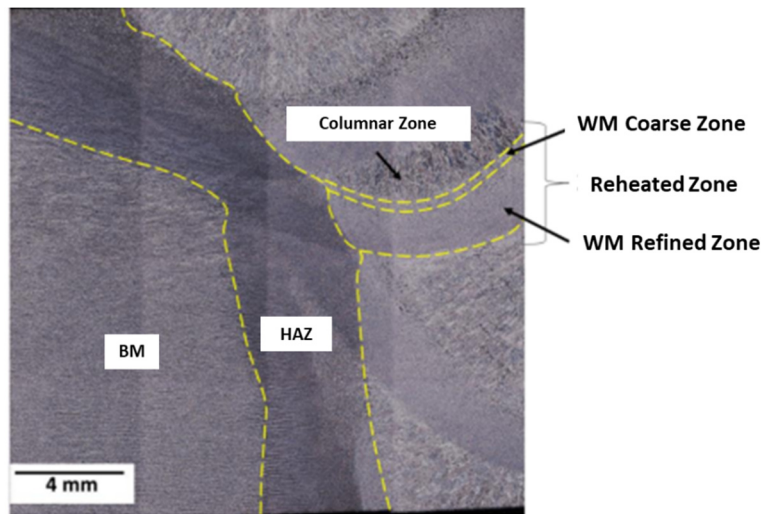 Columnar Zone
WM Coarse Zone
Reheated Zone
WM Refined Zone
HAZ
BM
4 mm